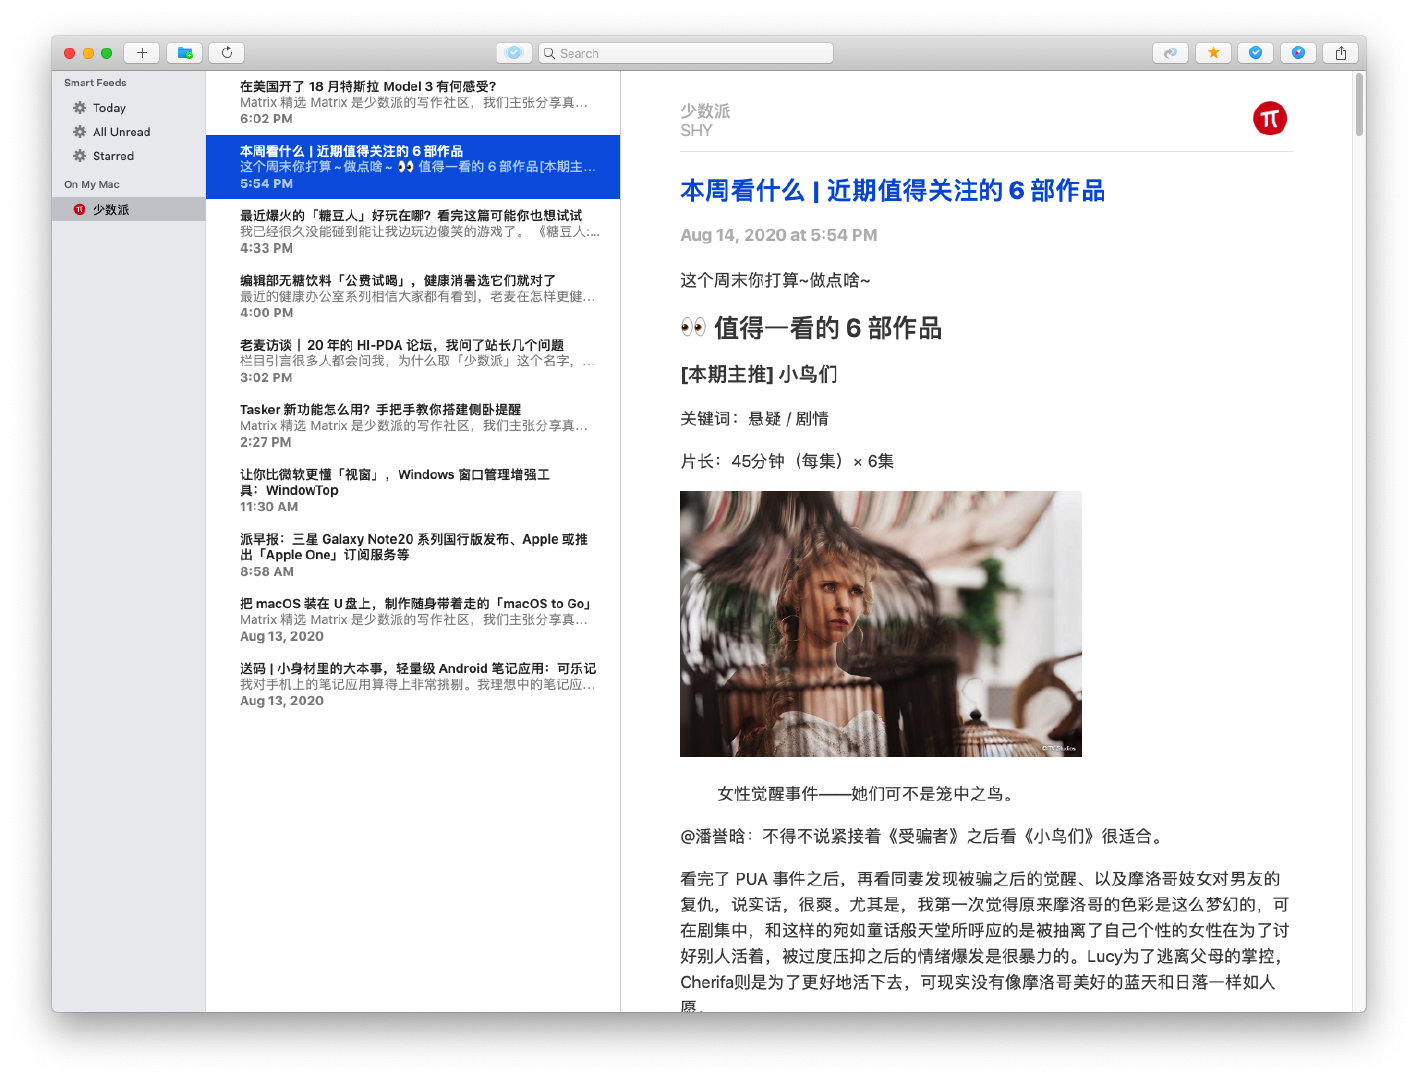 Search
Smart Feeds
Today
All Unread
Starred
On My Mac
少数派
在美国开了 18 月特斯拉 Model 3 有何感受?
Matrix 精选 Matrix 是少数派的写作社区，我们主张分享真…
6:02 PM
本周看什么 | 近期值得关注的 6 部作品
这个周末你打算 ~ 做点啥 ~ 👀 值得一看的 6 部作品[本期主…
5:54 PM
最近爆火的「糖豆人」好玩在哪？看完这篇可能你也想试试
我已经很久没能碰到能让我边玩边傻笑的游戏了。《糖豆人:…
4:33 PM
编辑部无糖饮料「公费试喝」，健康消暑选它们就对了
最近的健康办公室系列相信大家都有看到，老麦在怎样更健…
4:00 PM
老麦访谈丨 20 年的 HI-PDA 论坛，我问了站长几个问题
栏目引言很多人都会问我，为什么取「少数派」这个名字，…
3:02 PM
Tasker 新功能怎么用？手把手教你搭建侧卧提醒
Matrix 精选 Matrix 是少数派的写作社区，我们主张分享真…
2:27 PM
让你比微软更懂「视窗」，Windows 窗口管理增强工
具：WindowTop
11:30 AM
派早报：三星 Galaxy Note20 系列国行版发布、Apple 或推
出「Apple One」订阅服务等
8:58 AM
把 macOS 装在 U 盘上，制作随身带着走的「macOS to Go」
Matrix 精选 Matrix 是少数派的写作社区，我们主张分享真…
Aug 13, 2020
送码 | 小身材里的大本事，轻量级 Android 笔记应用：可乐记
我对手机上的笔记应用算得上非常挑剔。我理想中的笔记应…
Aug 13, 2020
少数派
SHY
本周看什么 | 近期值得关注的 6 部作品
Aug 14, 2020 at 5:54 PM
这个周末你打算~做点啥~
👀 值得一看的 6 部作品
[本期主推] 小鸟们
关键词：悬疑 / 剧情
片长：45分钟（每集）× 6集
女性觉醒事件——她们可不是笼中之鸟。
@潘誉晗：不得不说紧接着《受骗者》之后看《小鸟们》很适合。
看完了 PUA 事件之后，再看同妻发现被骗之后的觉醒、以及摩洛哥妓女对男友的
复仇，说实话，很爽。尤其是，我第一次觉得原来摩洛哥的色彩是这么梦幻的，可
在剧集中，和这样的宛如童话般天堂所呼应的是被抽离了自己个性的女性在为了讨
好别人活着，被过度压抑之后的情绪爆发是很暴力的。Lucy为了逃离父母的掌控，
Cherifa则是为了更好地活下去，可现实没有像摩洛哥美好的蓝天和日落一样如人
愿。